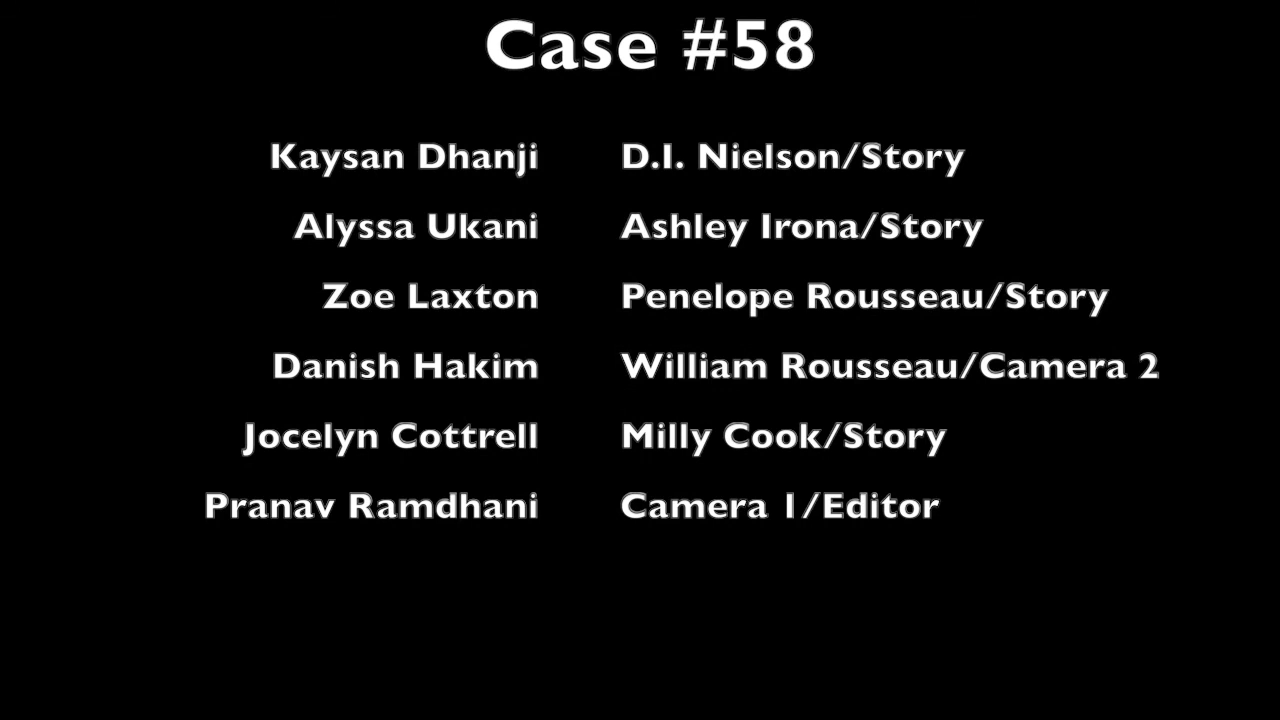 Case #58
Kaysan Dhanji D.I. Nielson/Story
Alyssa Ukani Ashley Irona/Story
Zoe Laxton Penelope Rousseau/Story
Danish Hakim William Rousseau/Camera 2
Jocelyn Cottrell Milly Cook/Story
Pranav Ramdhani Camera 1/Editor